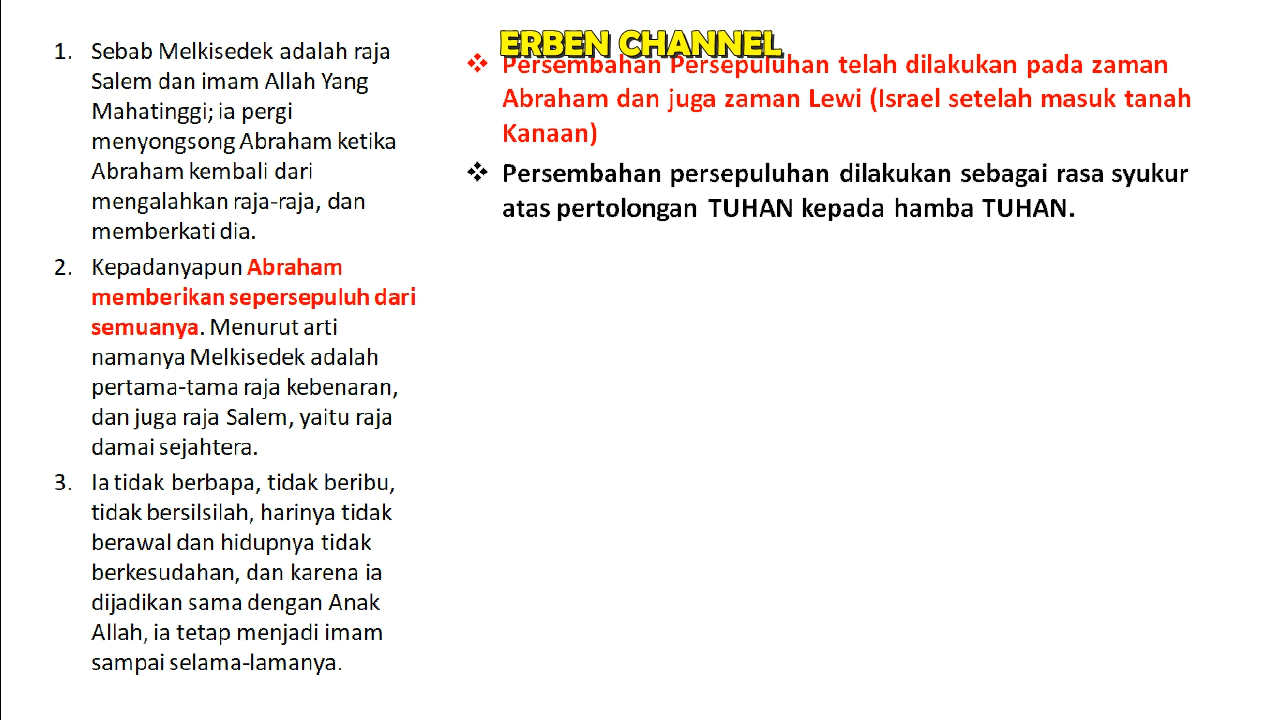 1. Sebab Melkisedek adalah raja
Salem dan imam Allah Yang
Mahatinggi; ia pergi
menyongsong Abraham ketika
Abraham kembali dari
mengalahkan raja-raja, dan
memberkati dia.
2. Kepadanyapun Abraham
memberikan sepersepuluh dari
semuanya. Menurut arti
namanya Melkisedek adalah
pertama-tama raja kebenaran,
dan juga raja Salem, yaitu raja
damai sejahtera.
3. Ia tidak berbapa, tidak beribu,
tidak bersilsilah, harinya tidak
berawal dan hidupnya tidak
berkesudahan, dan karena ia
dijadikan sama dengan Anak
Allah, ia tetap menjadi imam
sampai selama-lamanya.
ERBEN CHANNEL
❖ Persembahan Persepuluhan telah dilakukan pada zaman
Abraham dan juga zaman Lewi (Israel setelah masuk tanah
Kanaan)
❖ Persembahan persepuluhan dilakukan sebagai rasa syukur
atas pertolongan TUHAN kepada hamba TUHAN.